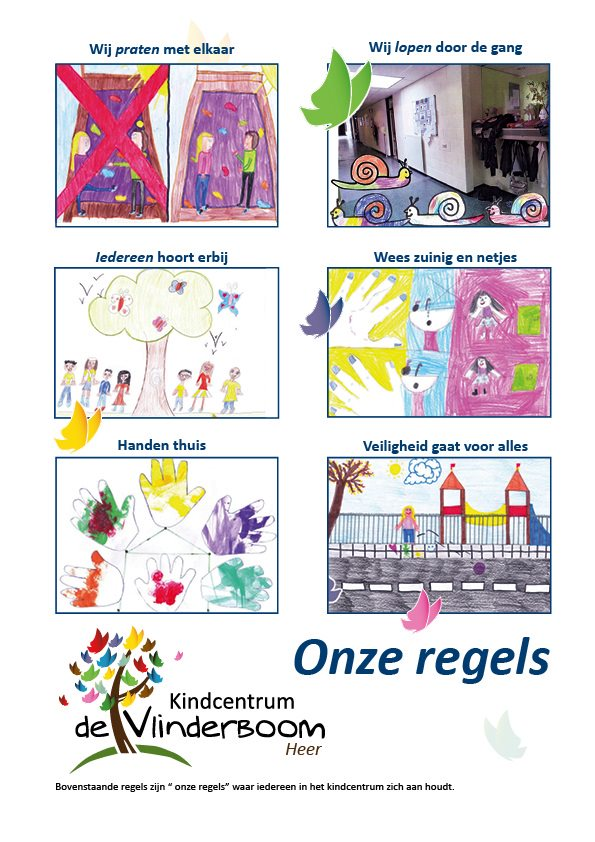 Wij praten met elkaar
Wij lopen door de gang
Iedereen hoort erbij
Wees zuinig en netjes
Handen thuis
Veiligheid gaat voor alles
Onze regels
Kindcentrum
de Vlinderboom
Heer
Bovenstaande regels zijn “ onze regels” waar iedereen in het kindcentrum zich aan houdt.